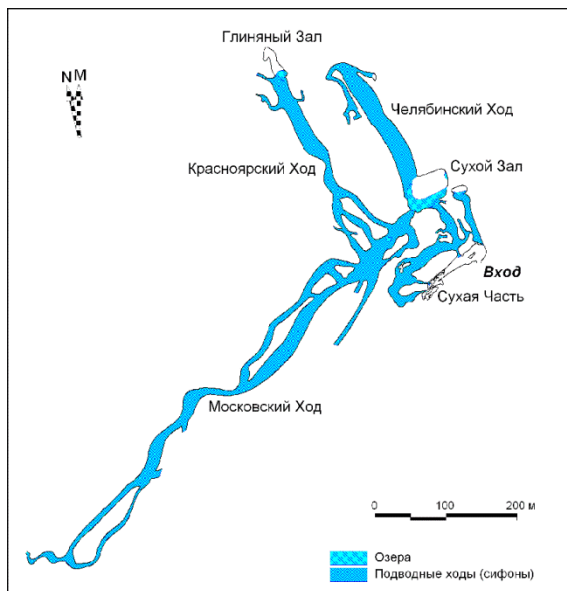 Глиняный Зал
N M
Челябинский Ход
Красноярский Ход
Сухой Зал
Вход
Сухая Часть
Московский Ход
0 100 200 м
Озера
Подводные ходы (сифоны)